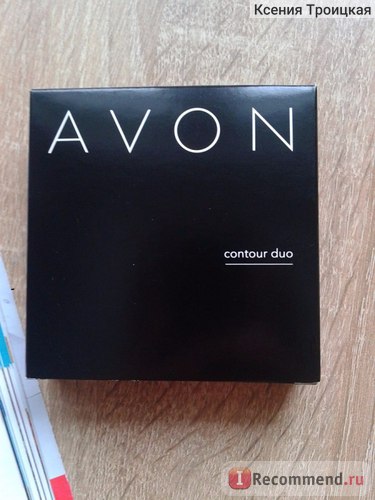 Ксения Троицкая
AVON
contour duo
IRecommend.ru